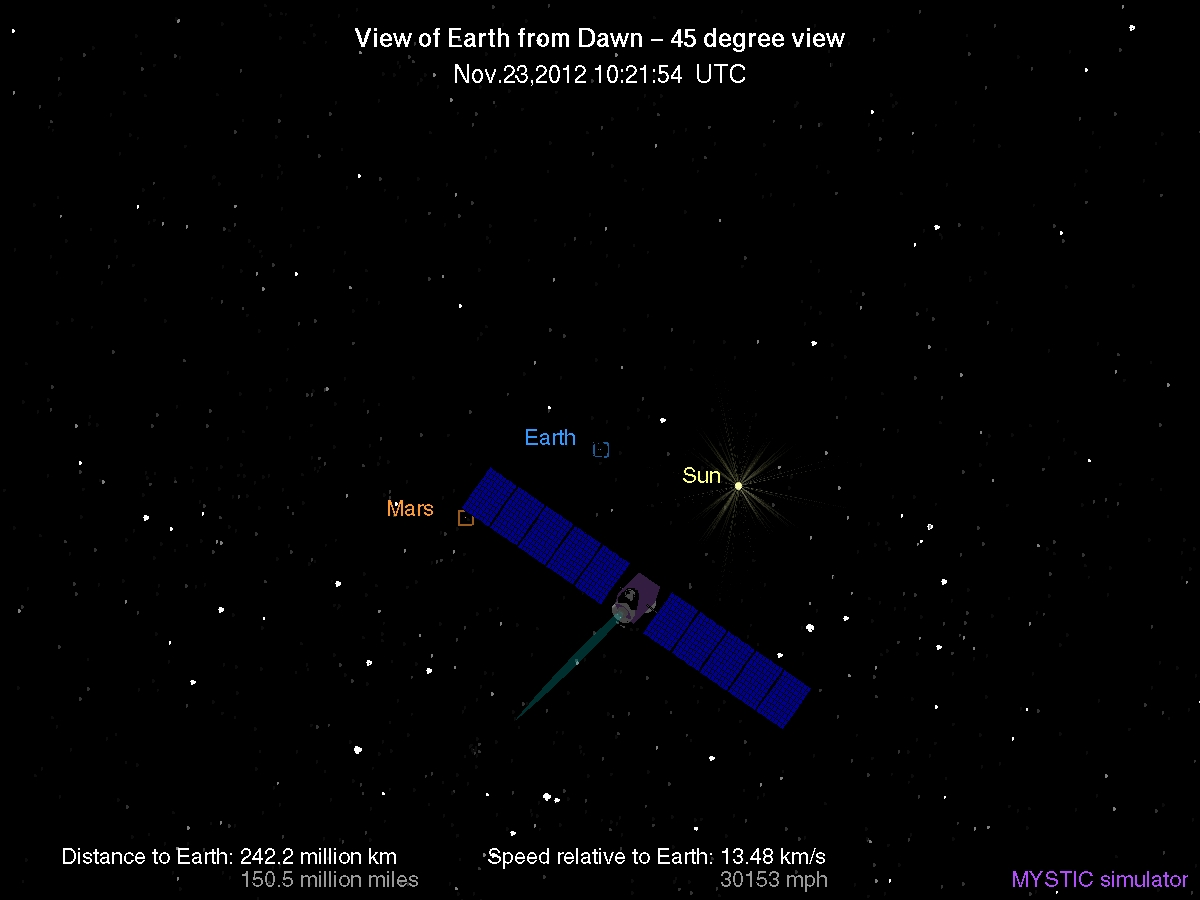 View of Earth from Dawn – 45 degree view
Nov.23,2012 10:21:54 UTC
Earth
Sun
Mars
Distance to Earth: 242.2 million km
150.5 million miles
Speed relative to Earth: 13.48 km/s
30153 mph
MYSTIC simulator